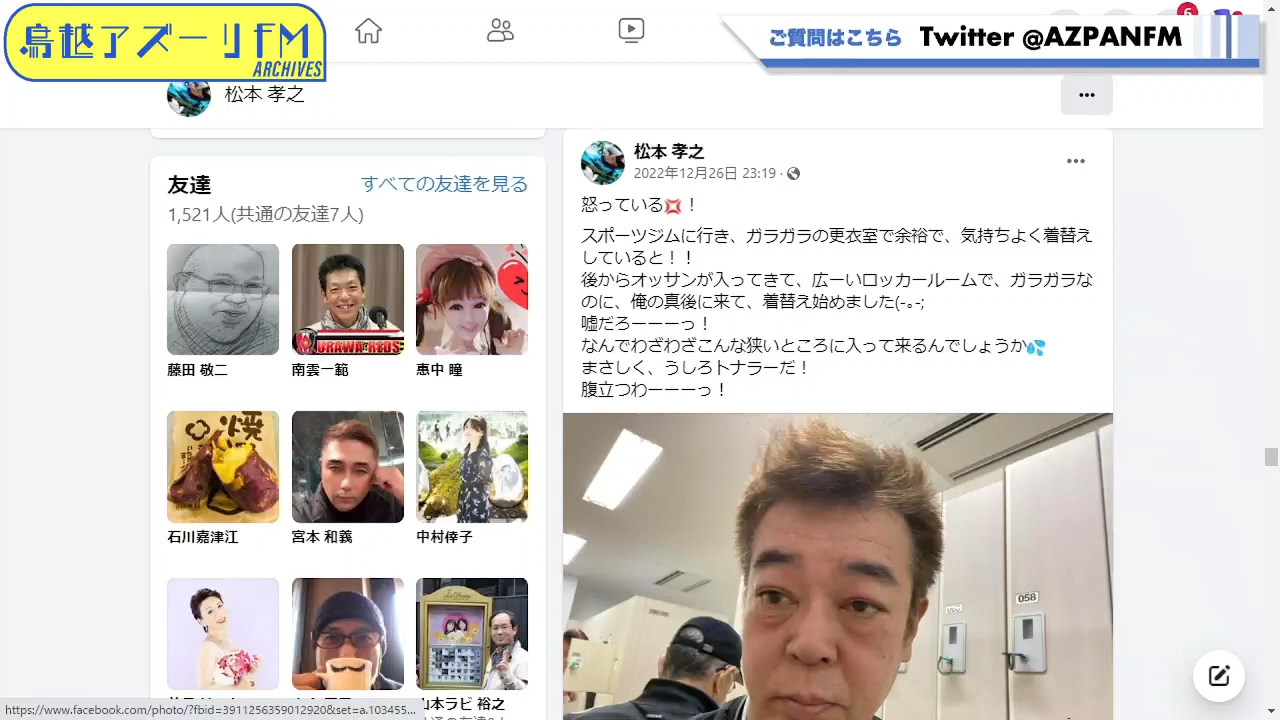 鳥越アズーリFM
ARCHIVES
ご質問はこちら Twitter @AZPANFM
6
松本 孝之
友達
すべての友達を見る
1,521人(共通の友達7人)
藤田 敬二
南雲一範
惠中 瞳
石川嘉津江
宮本 和義
中村倖子
山本ラビ 裕之
URAWA REDS
焼
松本 孝之
2022年12月26日 23:19
怒っている💢！
スポーツジムに行き、ガラガラの更衣室で余裕で、気持ちよく着替え
していると！！
後からオッサンが入ってきて、広ーいロッカールームで、ガラガラな
のに、俺の真後に来て、着替え始めました(-｡-;
嘘だろーーーっ！
なんでわざわざこんな狭いところに入って来るんでしょうか💦
まさしく、うしろトナラーだ！
腹立つわーーーっ！
058
https://www.facebook.com/photo/?fbid=3911256359012920&set=a.103455...